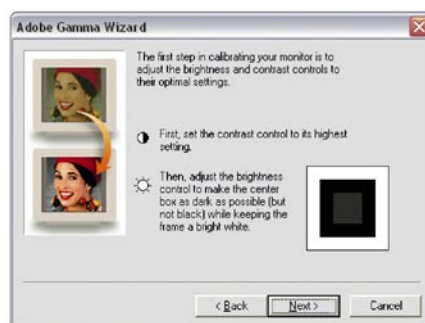 Adobe Gamma Wizard
The first step in calibrating your monitor is to
adjust the brightness and contrast controls to
their optimal settings.
First, set the contrast control to its highest
setting.
Then, adjust the brightness
control to make the center
box as dark as possible (but
not black) while keeping the
frame a bright white.
< Back
Next >
Cancel